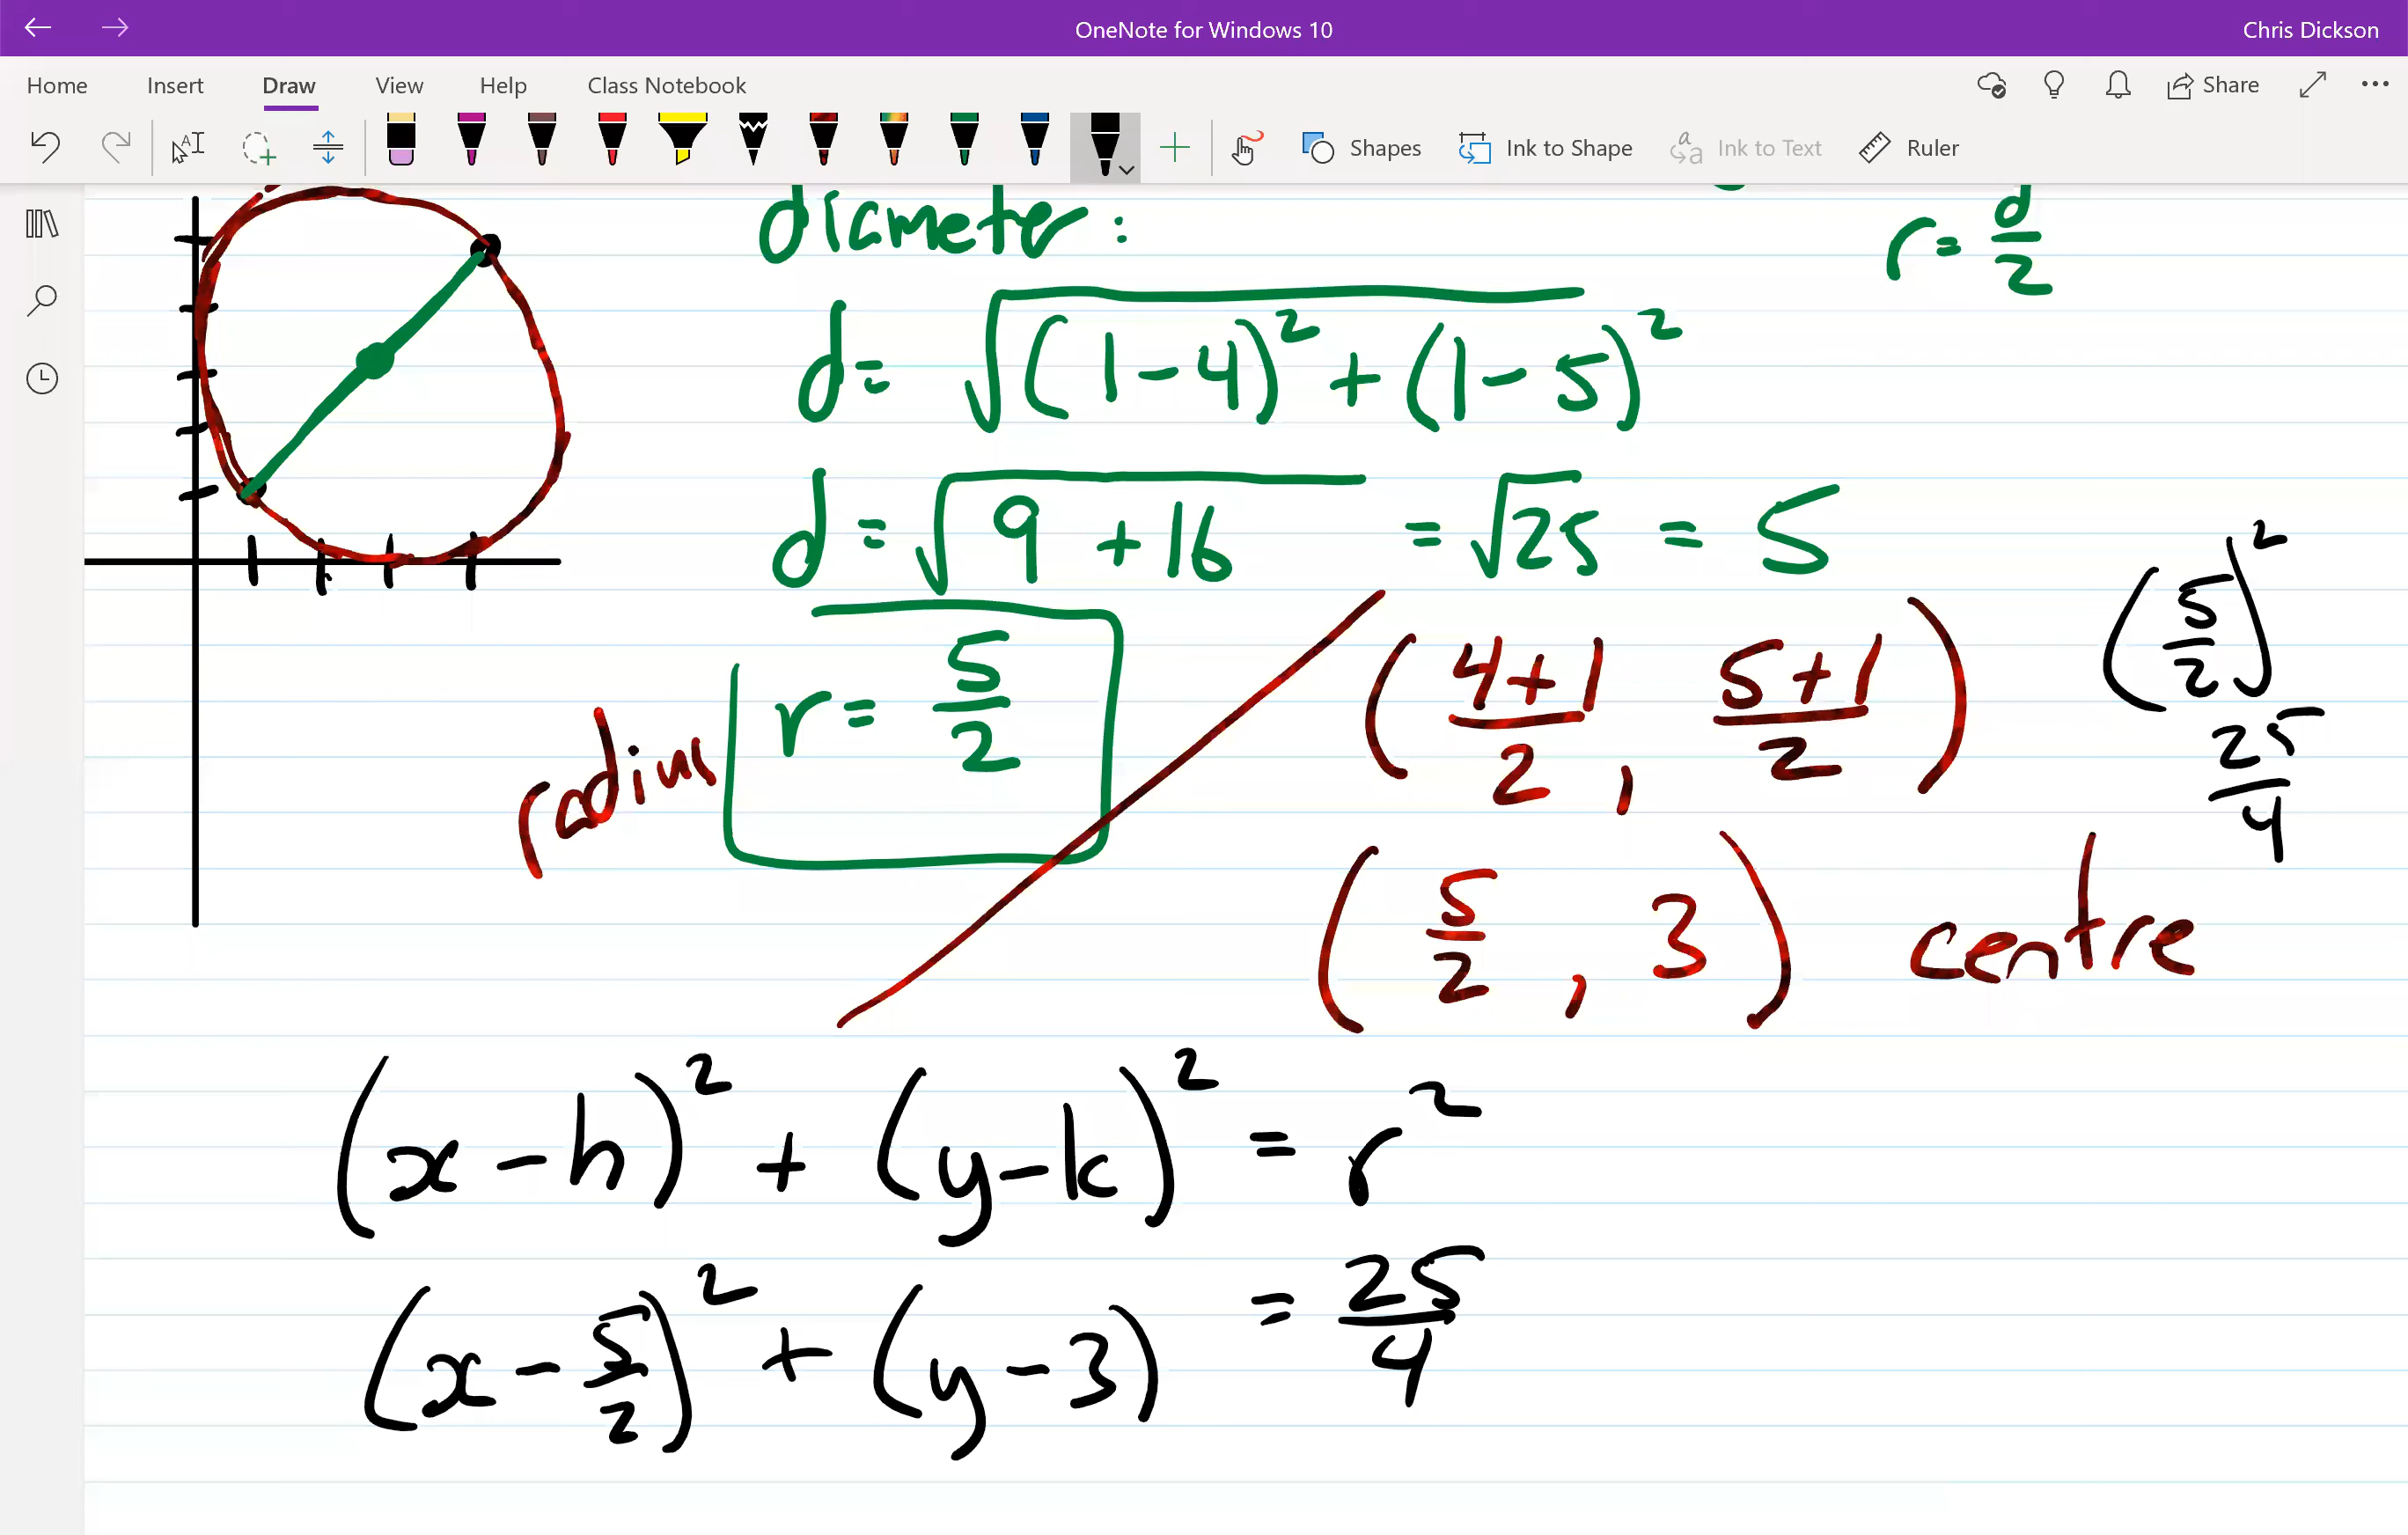 OneNote for Windows 10
Chris Dickson
Home Insert Draw View Help Class Notebook Share
Shapes Ink to Shape Ink to Text Ruler
diameter:
r = d/2
d = √((1-4)² + (1-5)²)
d = √(9 + 16) = √25 = 5
(5/2)²
25/4
radius r = 5/2
(4+1/2, 5+1/2)
(5/2, 3) centre
(x-h)² + (y-k)² = r²
(x-5/2)² + (y-3) = 25/4